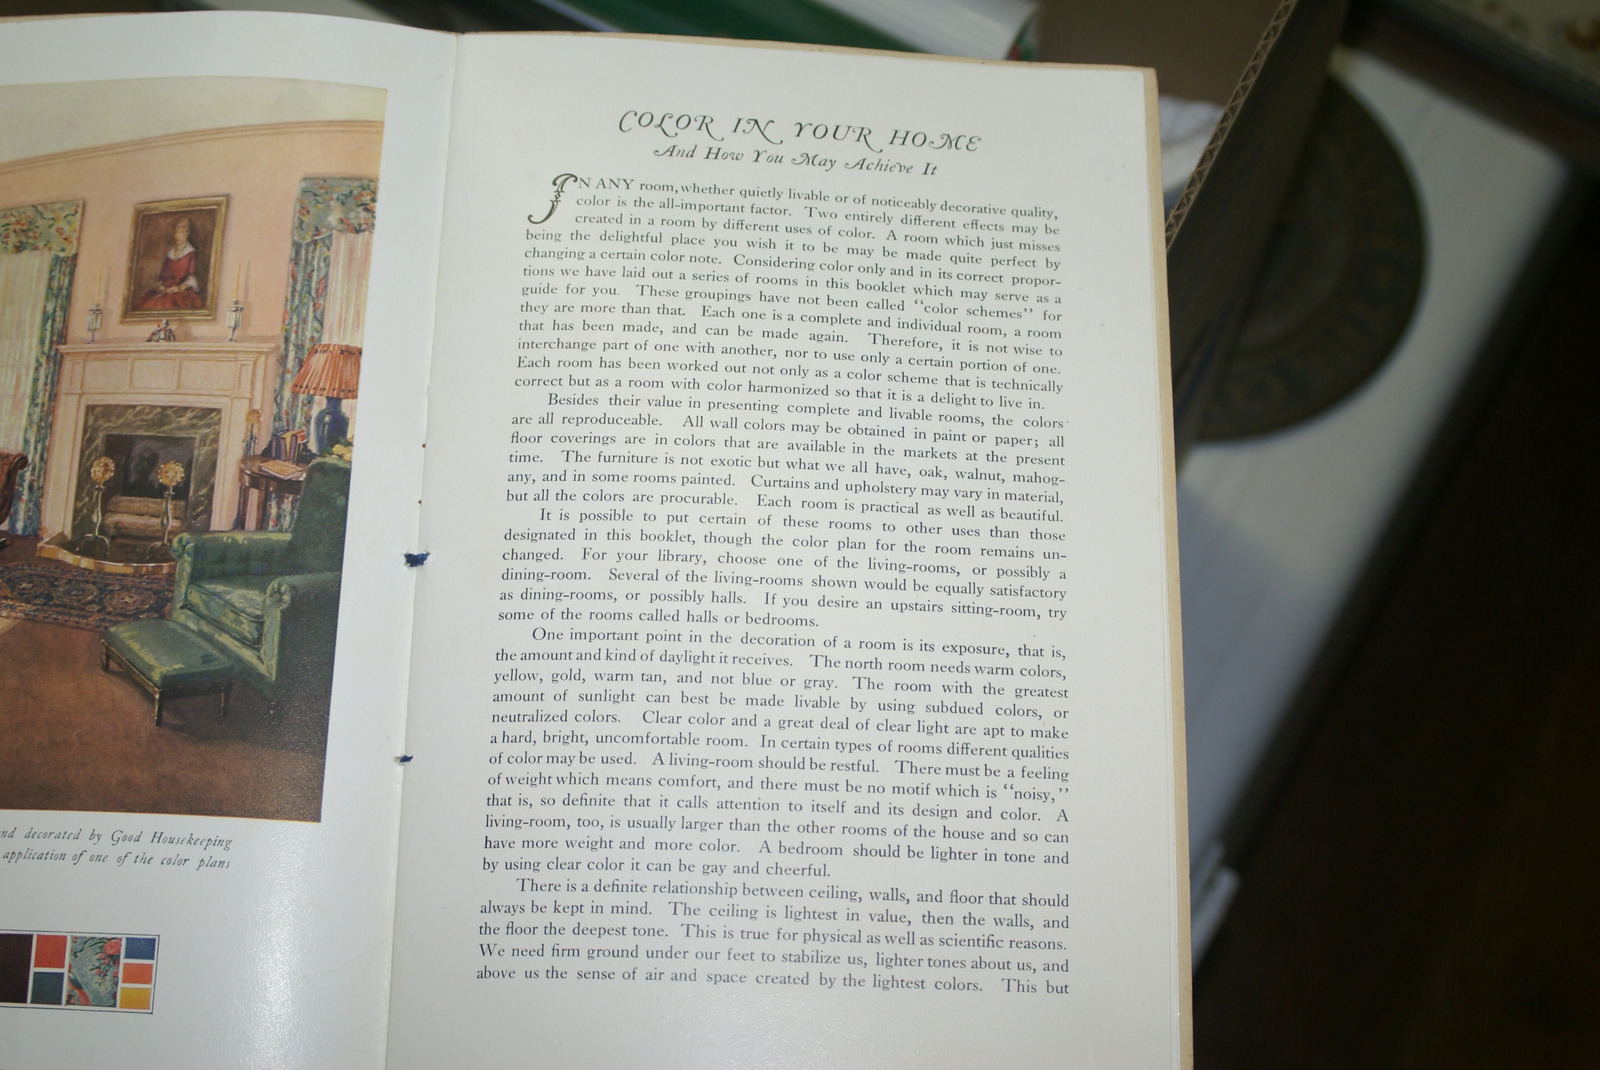 nd decorated by Good Housekeeping
application of one of the color plans
COLOR IN YOUR HOME
And How You May Achieve It
IN ANY room, whether quietly livable or of noticeably decorative quality,
color is the all-important factor. Two entirely different effects may be
created in a room by different uses of color. A room which just misses
being the delightful place you wish it to be may be made quite perfect by
changing a certain color note. Considering color only and in its correct propor-
tions we have laid out a series of rooms in this booklet which may serve as a
guide for you. These groupings have not been called "color schemes" for
they are more than that. Each one is a complete and individual room, a room
that has been made, and can be made again. Therefore, it is not wise to
interchange part of one with another, nor to use only a certain portion of one.
Each room has been worked out not only as a color scheme that is technically
correct but as a room with color harmonized so that it is a delight to live in.
Besides their value in presenting complete and livable rooms, the colors
are all reproduceable. All wall colors may be obtained in paint or paper; all
floor coverings are in colors that are available in the markets at the present
time. The furniture is not exotic but what we all have, oak, walnut, mahog-
any, and in some rooms painted. Curtains and upholstery may vary in material,
but all the colors are procurable. Each room is practical as well as beautiful.
It is possible to put certain of these rooms to other uses than those
designated in this booklet, though the color plan for the room remains un-
changed. For your library, choose one of the living-rooms, or possibly a
dining-room. Several of the living-rooms shown would be equally satisfactory
as dining-rooms, or possibly halls. If you desire an upstairs sitting-room, try
some of the rooms called halls or bedrooms.
One important point in the decoration of a room is its exposure, that is,
the amount and kind of daylight it receives. The north room needs warm colors,
yellow, gold, warm tan, and not blue or gray. The room with the greatest
amount of sunlight can best be made livable by using subdued colors, or
neutralized colors. Clear color and a great deal of clear light are apt to make
a hard, bright, uncomfortable room. In certain types of rooms different qualities
of color may be used. A living-room should be restful. There must be a feeling
of weight which means comfort, and there must be no motif which is "noisy,"
that is, so definite that it calls attention to itself and its design and color. A
living-room, too, is usually larger than the other rooms of the house and so can
have more weight and more color. A bedroom should be lighter in tone and
by using clear color it can be gay and cheerful.
There is a definite relationship between ceiling, walls, and floor that should
always be kept in mind. The ceiling is lightest in value, then the walls, and
the floor the deepest tone. This is true for physical as well as scientific reasons.
We need firm ground under our feet to stabilize us, lighter tones about us, and
above us the sense of air and space created by the lightest colors. This but